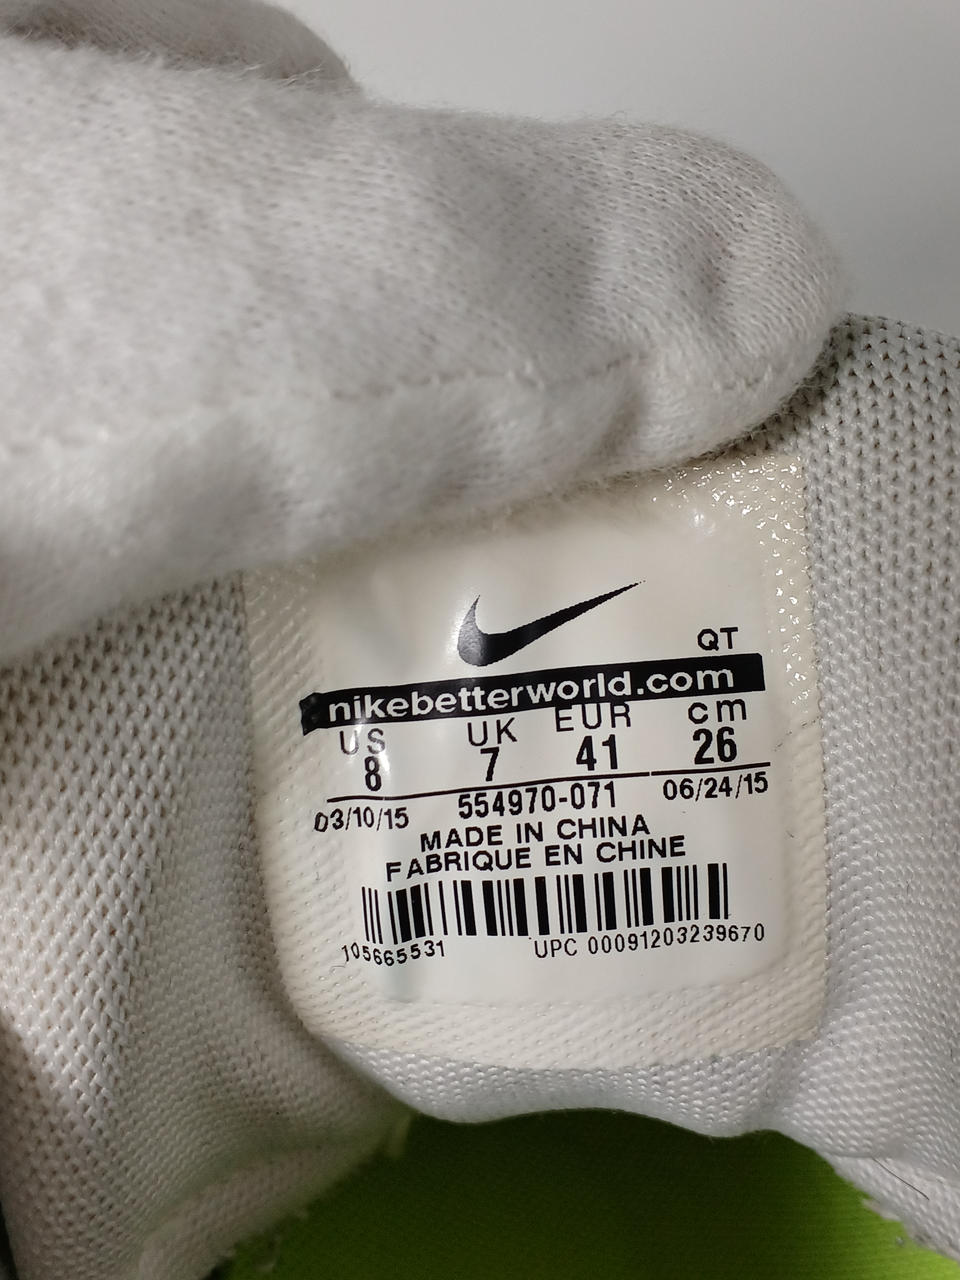 QT
nikebetterworld.com
US UK EUR cm
8 7 41 26
03/10/15 554970-071 06/24/15
MADE IN CHINA
FABRIQUE EN CHINE
105665531 UPC 00091203239670